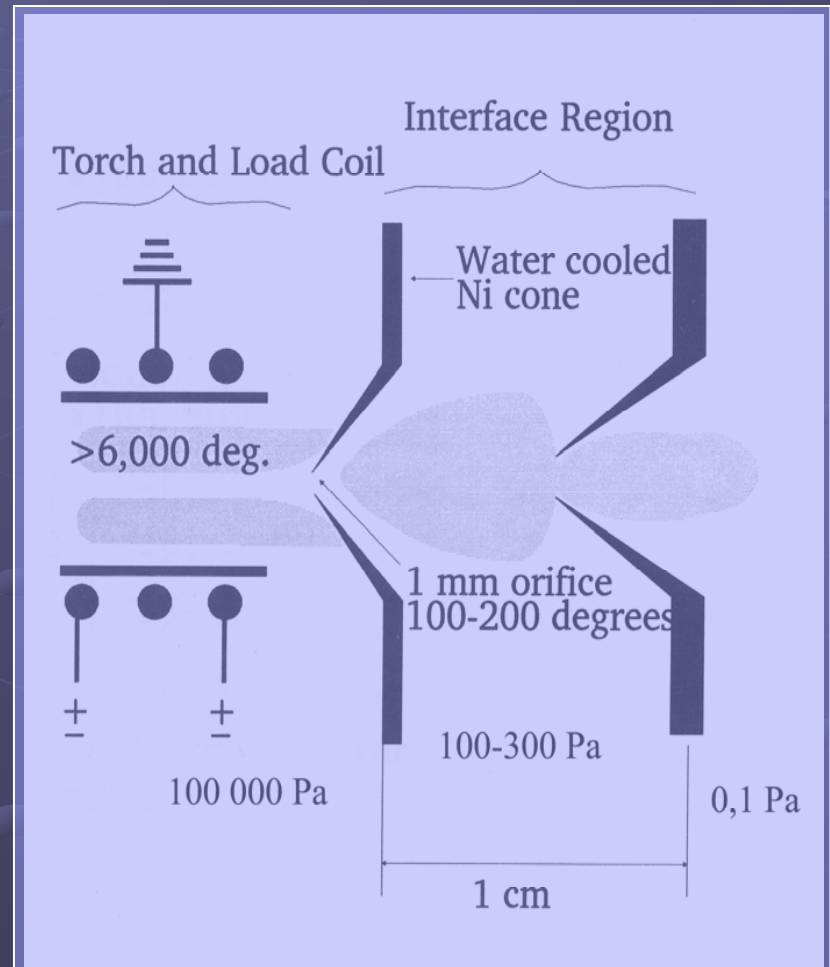 Interface Region
Torch and Load Coil
Water cooled
Ni cone
>6,000 deg.
1 mm orifice
100-200 degrees
+
−
+
−
100-300 Pa
100 000 Pa
0,1 Pa
1 cm